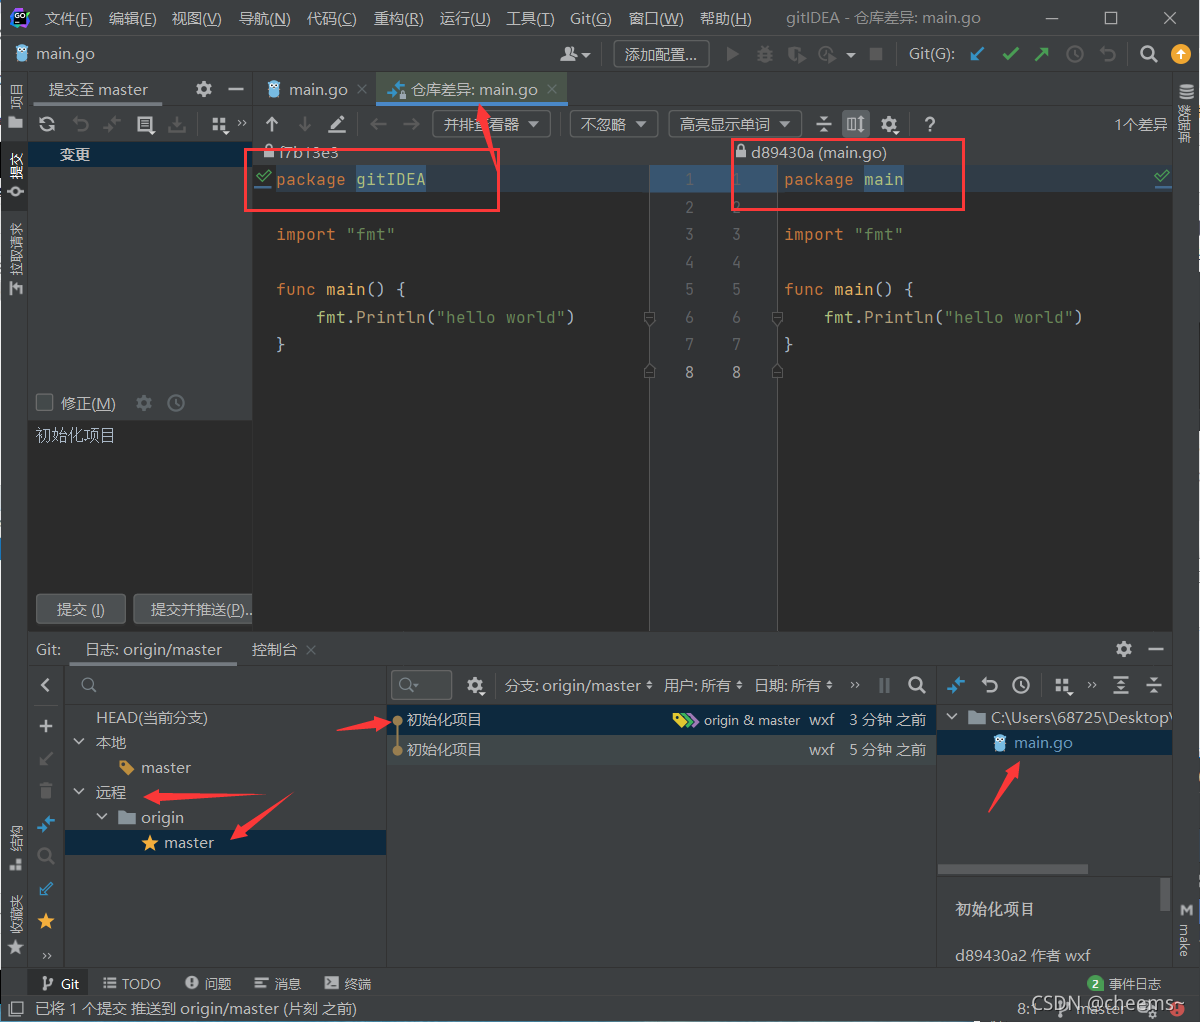 文件(F) 编辑(E) 视图(V) 导航(N) 代码(C) 重构(R) 运行(U) 工具(T) Git(G) 窗口(W) 帮助(H) gitIDEA - 仓库差异: main.go
main.go 添加配置... Git(G):
项目
提交
拉取请求
结构
收藏夹
提交至 master
main.go 仓库差异: main.go
并排查看器 不忽略 高亮显示单词 ? 1个差异
变更
f7b13e3 d89430a (main.go)
package gitIDEA 1 1 package main
2 2
import "fmt" 3 3 import "fmt"
4 4
func main() { 5 5 func main() {
fmt.Println("hello world") 6 6 fmt.Println("hello world")
} 7 7 }
8 8
修正(M)
初始化项目
提交 (I) 提交并推送(P)..
数据库
make
Git: 日志: origin/master 控制台
分支: origin/master 用户: 所有 日期: 所有
HEAD(当前分支)
本地
master
远程
origin
master
初始化项目 origin & master wxf 3 分钟 之前
初始化项目 wxf 5 分钟 之前
C:\Users\68725\Desktop\
main.go
初始化项目
d89430a2 作者 wxf
Git TODO 问题 消息 终端 2 事件日志
已将 1 个提交 推送到 origin/master (片刻 之前) 8:1 master
CSDN @cheems~